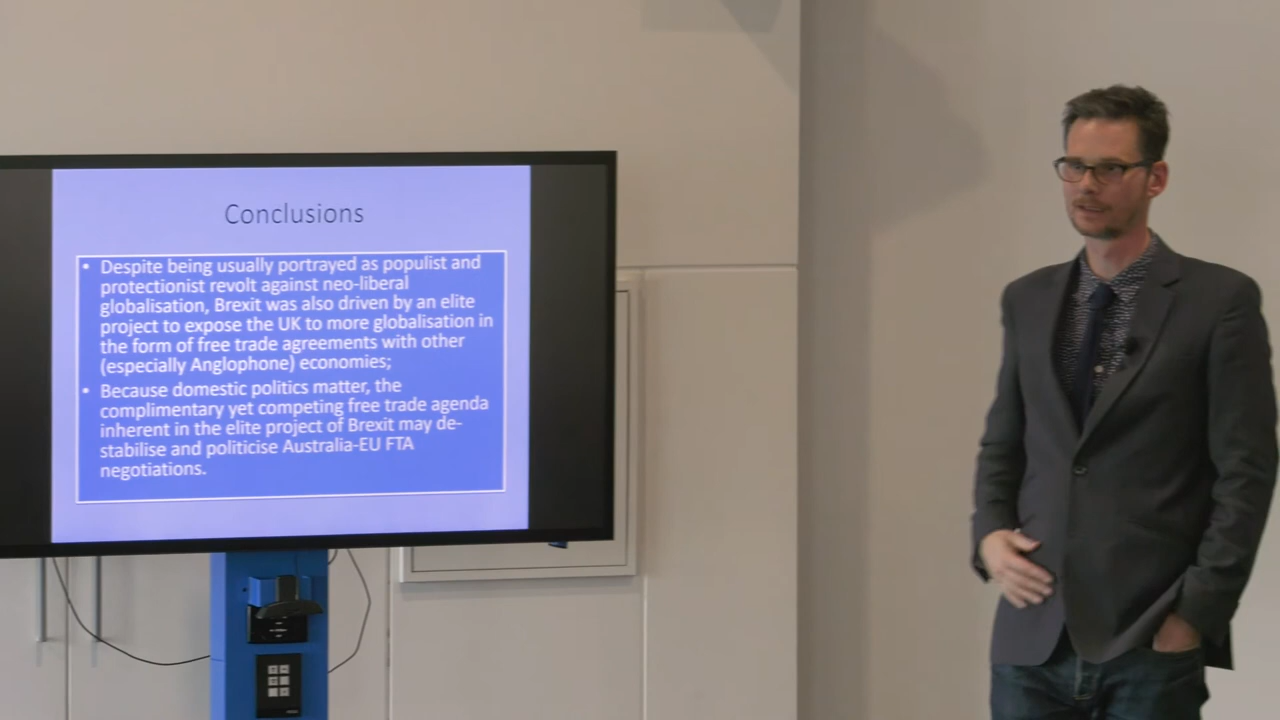 Conclusions
• Despite being usually portrayed as populist and
protectionist revolt against neo-liberal
globalisation, Brexit was also driven by an elite
project to expose the UK to more globalisation in
the form of free trade agreements with other
(especially Anglophone) economies;
• Because domestic politics matter, the
complimentary yet competing free trade agenda
inherent in the elite project of Brexit may de-
stabilise and politicise Australia-EU FTA
negotiations.